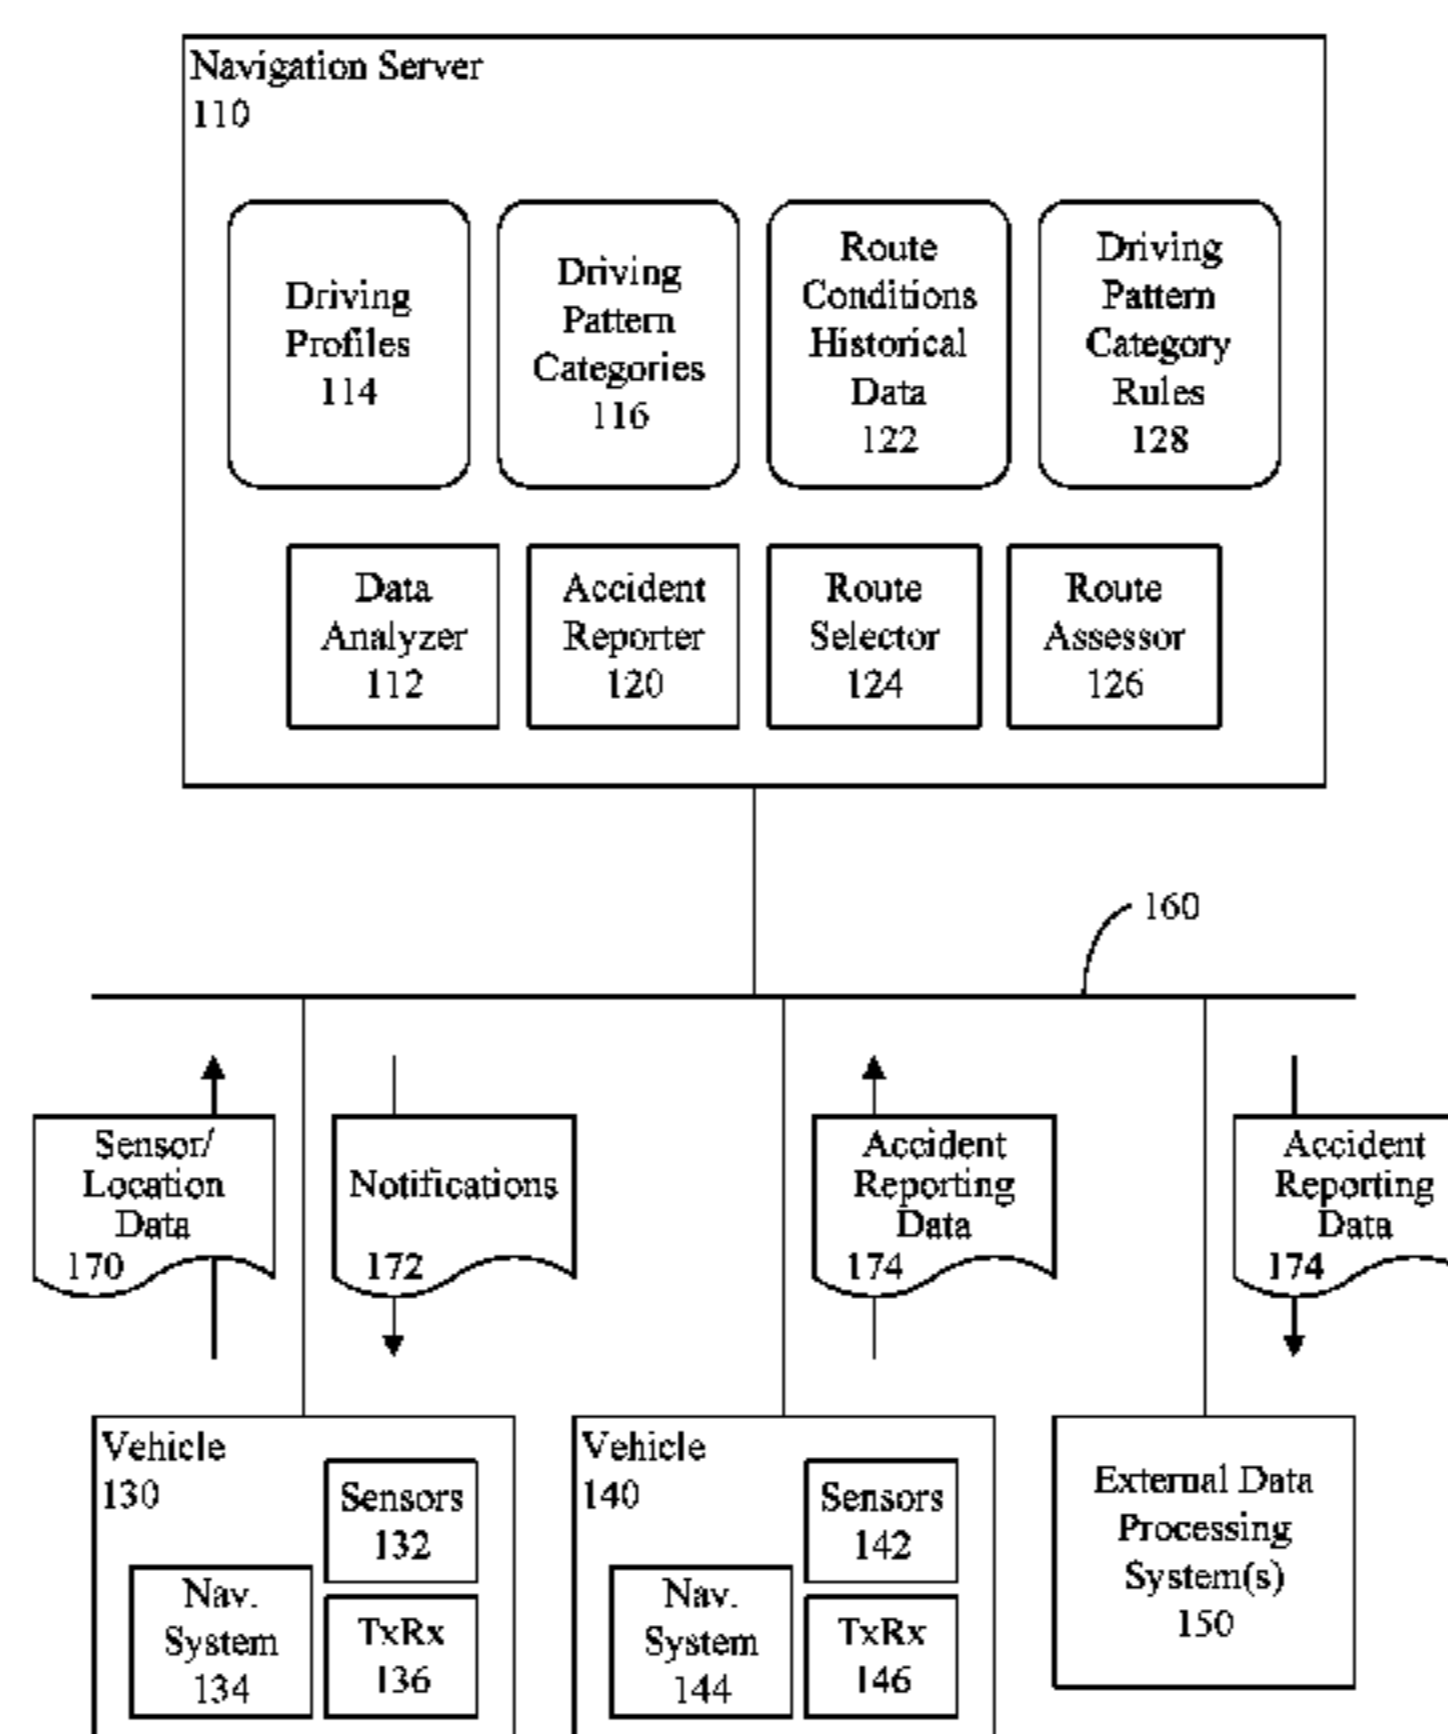 Navigation Server
110
Driving
Profiles
114
Driving
Pattern
Categories
116
Route
Conditions
Historical
Data
122
Driving
Pattern
Category
Rules
128
Data
Analyzer
112
Accident
Reporter
120
Route
Selector
124
Route
Assessor
126
160
Sensor/
Location
Data
170
Notifications
172
Accident
Reporting
Data
174
Accident
Reporting
Data
174
Vehicle
130
Sensors
132
Nav.
System
134
TxRx
136
Vehicle
140
Sensors
142
Nav.
System
144
TxRx
146
External Data
Processing
System(s)
150